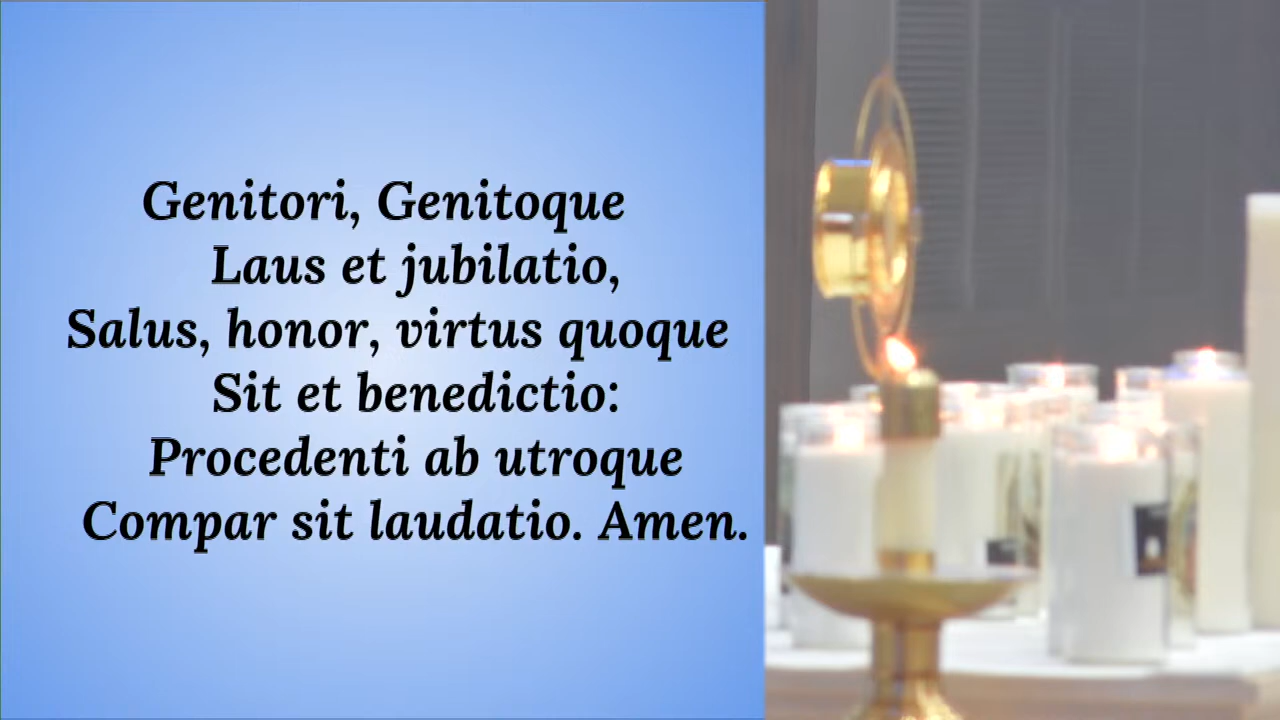 Genitori, Genitoque
Laus et jubilatio,
Salus, honor, virtus quoque
Sit et benedictio:
Procedenti ab utroque
Compar sit laudatio. Amen.